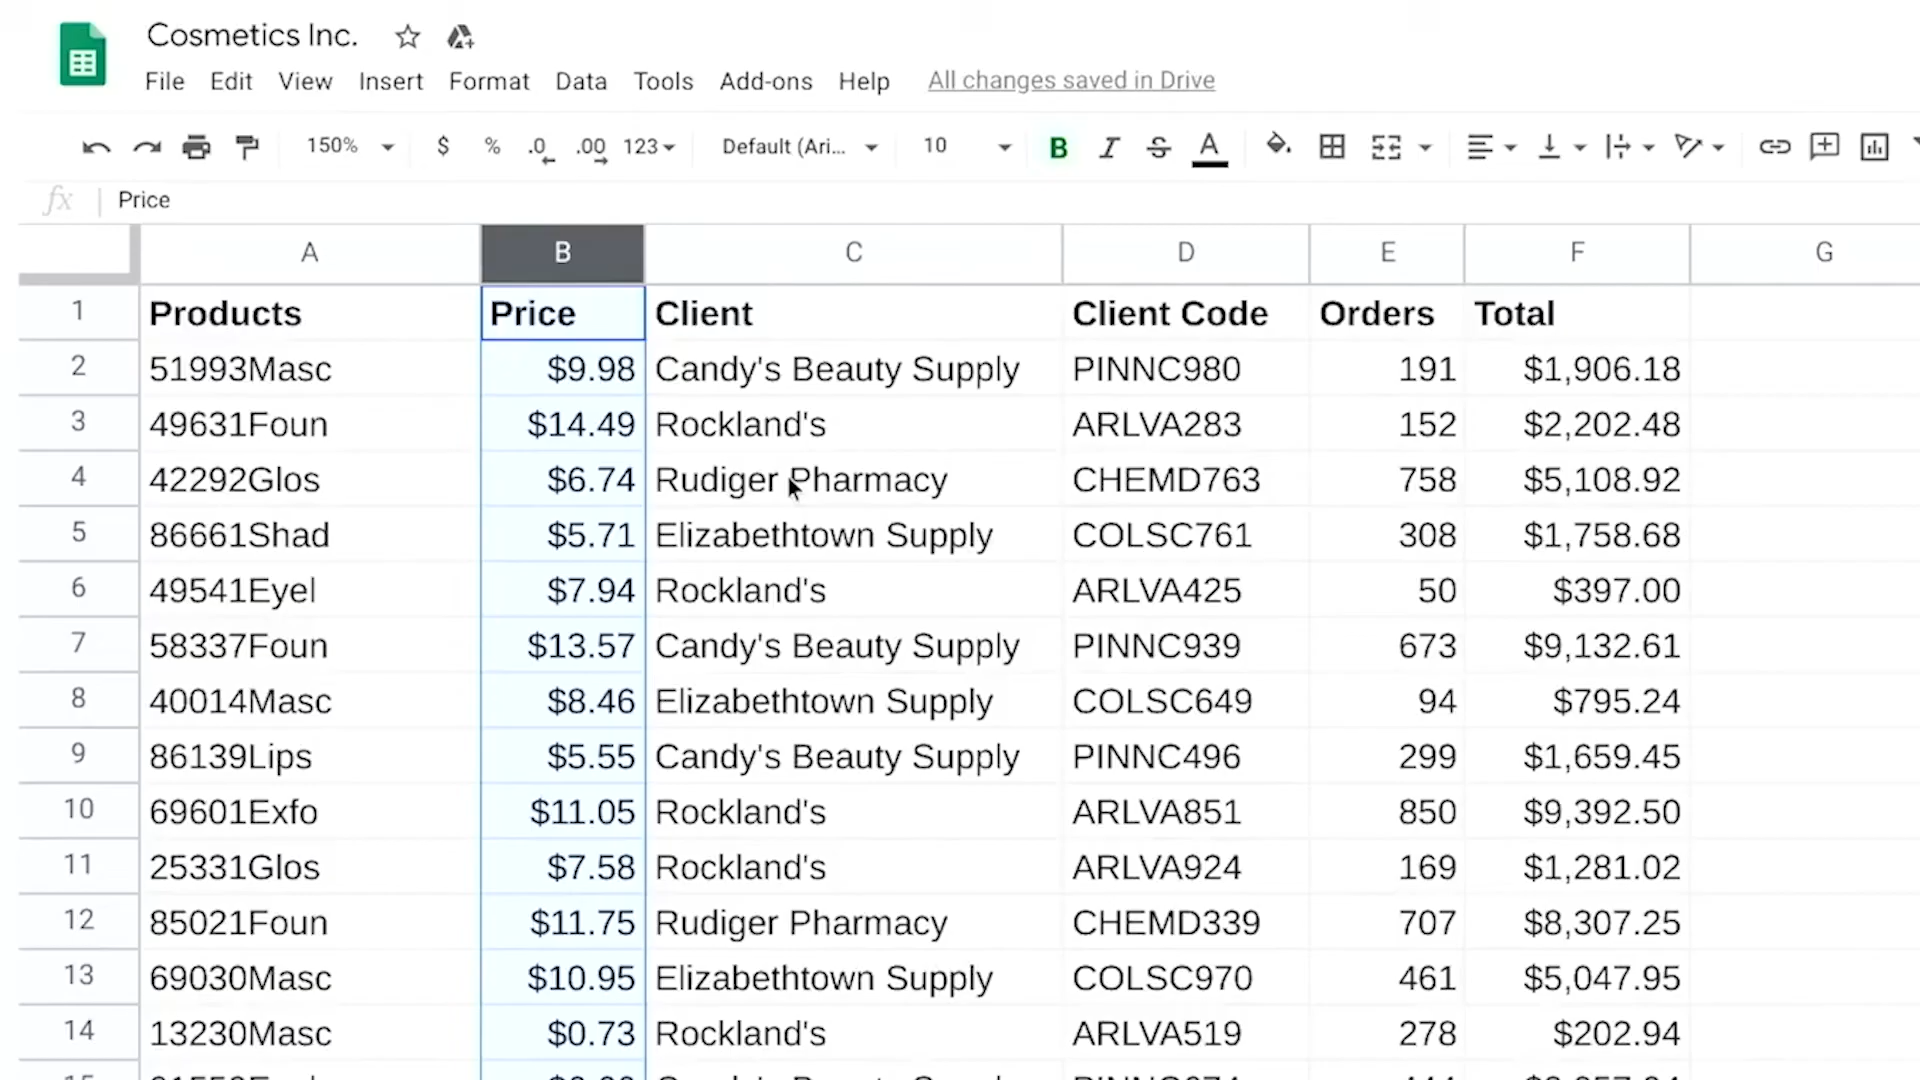 Cosmetics Inc.
File Edit View Insert Format Data Tools Add-ons Help All changes saved in Drive
150% $ % .0 .00 123 Default (Ari... 10 B I S A
fx Price
A B C D E F G
1 Products Price Client Client Code Orders Total
2 51993Masc $9.98 Candy's Beauty Supply PINNC980 191 $1,906.18
3 49631Foun $14.49 Rockland's ARLVA283 152 $2,202.48
4 42292Glos $6.74 Rudiger Pharmacy CHEMD763 758 $5,108.92
5 86661Shad $5.71 Elizabethtown Supply COLSC761 308 $1,758.68
6 49541Eyel $7.94 Rockland's ARLVA425 50 $397.00
7 58337Foun $13.57 Candy's Beauty Supply PINNC939 673 $9,132.61
8 40014Masc $8.46 Elizabethtown Supply COLSC649 94 $795.24
9 86139Lips $5.55 Candy's Beauty Supply PINNC496 299 $1,659.45
10 69601Exfo $11.05 Rockland's ARLVA851 850 $9,392.50
11 25331Glos $7.58 Rockland's ARLVA924 169 $1,281.02
12 85021Foun $11.75 Rudiger Pharmacy CHEMD339 707 $8,307.25
13 69030Masc $10.95 Elizabethtown Supply COLSC970 461 $5,047.95
14 13230Masc $0.73 Rockland's ARLVA519 278 $202.94